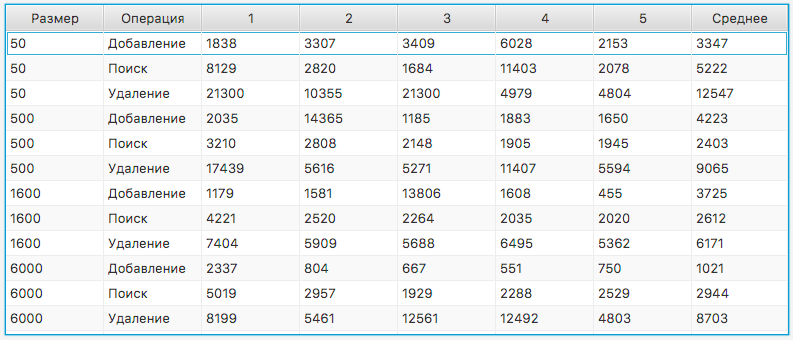 Размер Операция 1 2 3 4 5 Среднее
50 Добавление 1838 3307 3409 6028 2153 3347
50 Поиск 8129 2820 1684 11403 2078 5222
50 Удаление 21300 10355 21300 4979 4804 12547
500 Добавление 2035 14365 1185 1883 1650 4223
500 Поиск 3210 2808 2148 1905 1945 2403
500 Удаление 17439 5616 5271 11407 5594 9065
1600 Добавление 1179 1581 13806 1608 455 3725
1600 Поиск 4221 2520 2264 2035 2020 2612
1600 Удаление 7404 5909 5688 6495 5362 6171
6000 Добавление 2337 804 667 551 750 1021
6000 Поиск 5019 2957 1929 2288 2529 2944
6000 Удаление 8199 5461 12561 12492 4803 8703